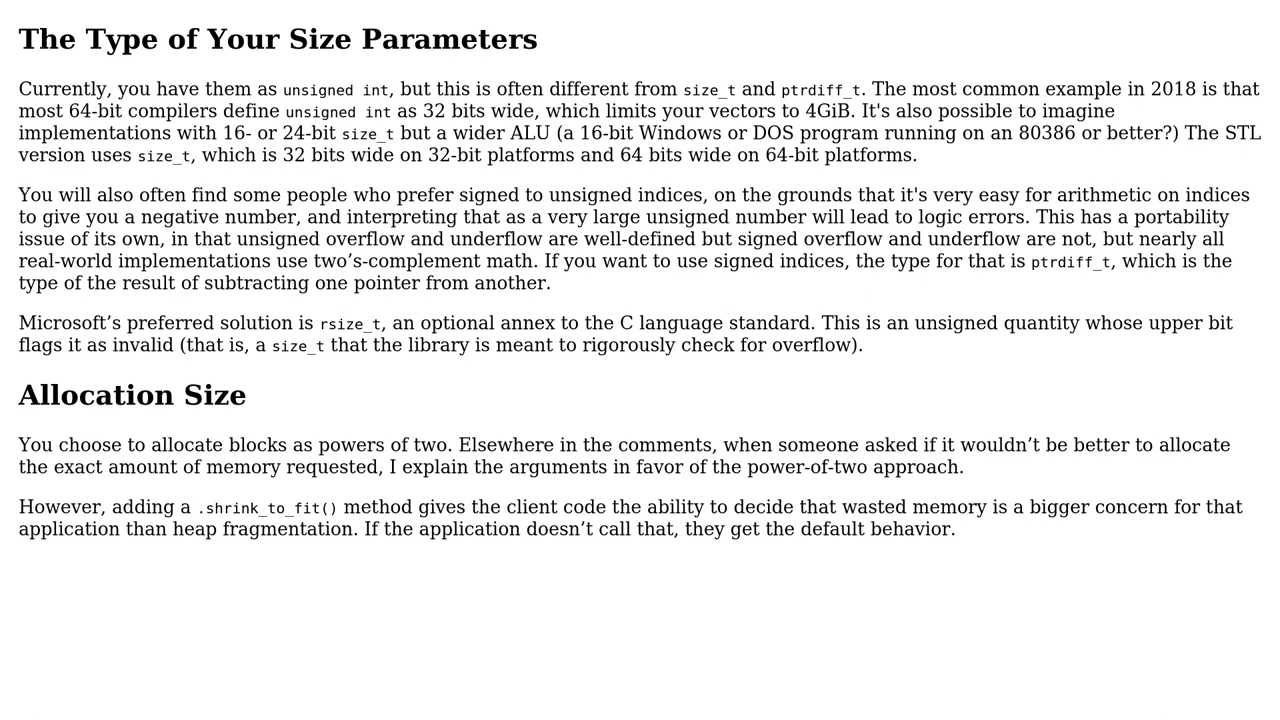 The Type of Your Size Parameters
Currently, you have them as unsigned int, but this is often different from size_t and ptrdiff_t. The most common example in 2018 is that
most 64-bit compilers define unsigned int as 32 bits wide, which limits your vectors to 4GiB. It's also possible to imagine
implementations with 16- or 24-bit size_t but a wider ALU (a 16-bit Windows or DOS program running on an 80386 or better?) The STL
version uses size_t, which is 32 bits wide on 32-bit platforms and 64 bits wide on 64-bit platforms.
You will also often find some people who prefer signed to unsigned indices, on the grounds that it's very easy for arithmetic on indices
to give you a negative number, and interpreting that as a very large unsigned number will lead to logic errors. This has a portability
issue of its own, in that unsigned overflow and underflow are well-defined but signed overflow and underflow are not, but nearly all
real-world implementations use two’s-complement math. If you want to use signed indices, the type for that is ptrdiff_t, which is the
type of the result of subtracting one pointer from another.
Microsoft’s preferred solution is rsize_t, an optional annex to the C language standard. This is an unsigned quantity whose upper bit
flags it as invalid (that is, a size_t that the library is meant to rigorously check for overflow).
Allocation Size
You choose to allocate blocks as powers of two. Elsewhere in the comments, when someone asked if it wouldn’t be better to allocate
the exact amount of memory requested, I explain the arguments in favor of the power-of-two approach.
However, adding a .shrink_to_fit() method gives the client code the ability to decide that wasted memory is a bigger concern for that
application than heap fragmentation. If the application doesn’t call that, they get the default behavior.